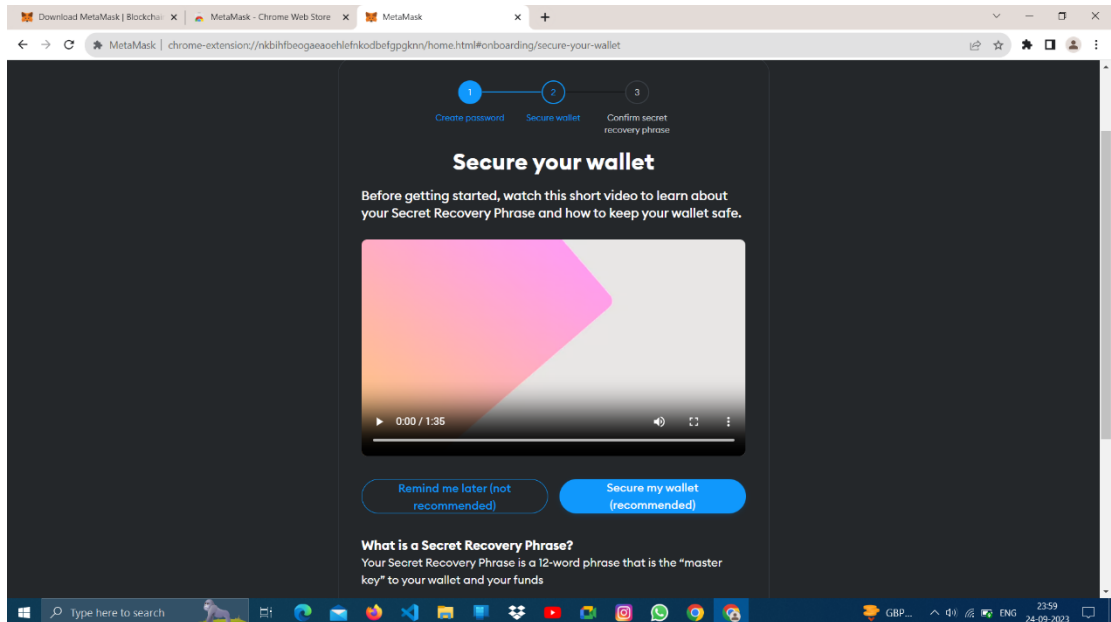 Download MetaMask | Blockchai
MetaMask - Chrome Web Store
MetaMask
MetaMask | chrome-extension://nkbihfbeogaeaoehlefnkodbefgpgknn/home.html#onboarding/secure-your-wallet
1
2
3
Create password
Secure wallet
Confirm secret
recovery phrase
Secure your wallet
Before getting started, watch this short video to learn about
your Secret Recovery Phrase and how to keep your wallet safe.
0:00 / 1:35
Remind me later (not
recommended)
Secure my wallet
(recommended)
What is a Secret Recovery Phrase?
Your Secret Recovery Phrase is a 12-word phrase that is the “master
key” to your wallet and your funds
Type here to search
GBP...
ENG
23:59
24-09-2023